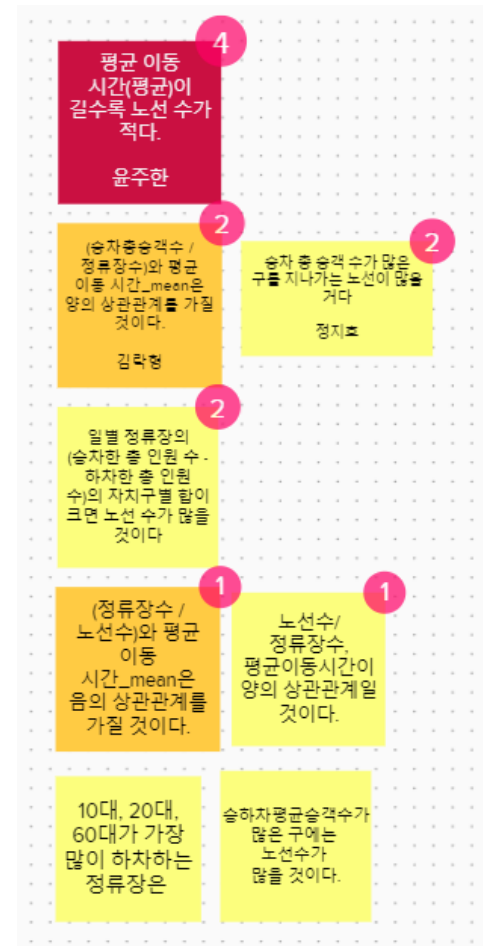 4
평균 이동
시간(평균)이
길수록 노선 수가
적다.
윤주한
2
(승차총승객수 /
정류장수)와 평균
이동 시간_mean은
양의 상관관계를 가질
것이다.
김락형
2
승차 총 승객 수가 많은
구를 지나가는 노선이 많을
거다
정지호
2
일별 정류장의
(승차한 총 인원 수 -
하차한 총 인원
수)의 자치구별 합이
크면 노선 수가 많을
것이다
1
(정류장수 /
노선수)와 평균
이동
시간_mean은
음의 상관관계를
가질 것이다.
1
노선수/
정류장수,
평균이동시간이
양의 상관관계일
것이다.
10대, 20대,
60대가 가장
많이 하차하는
정류장은
승하차평균승객수가
많은 구에는
노선수가
많을 것이다.